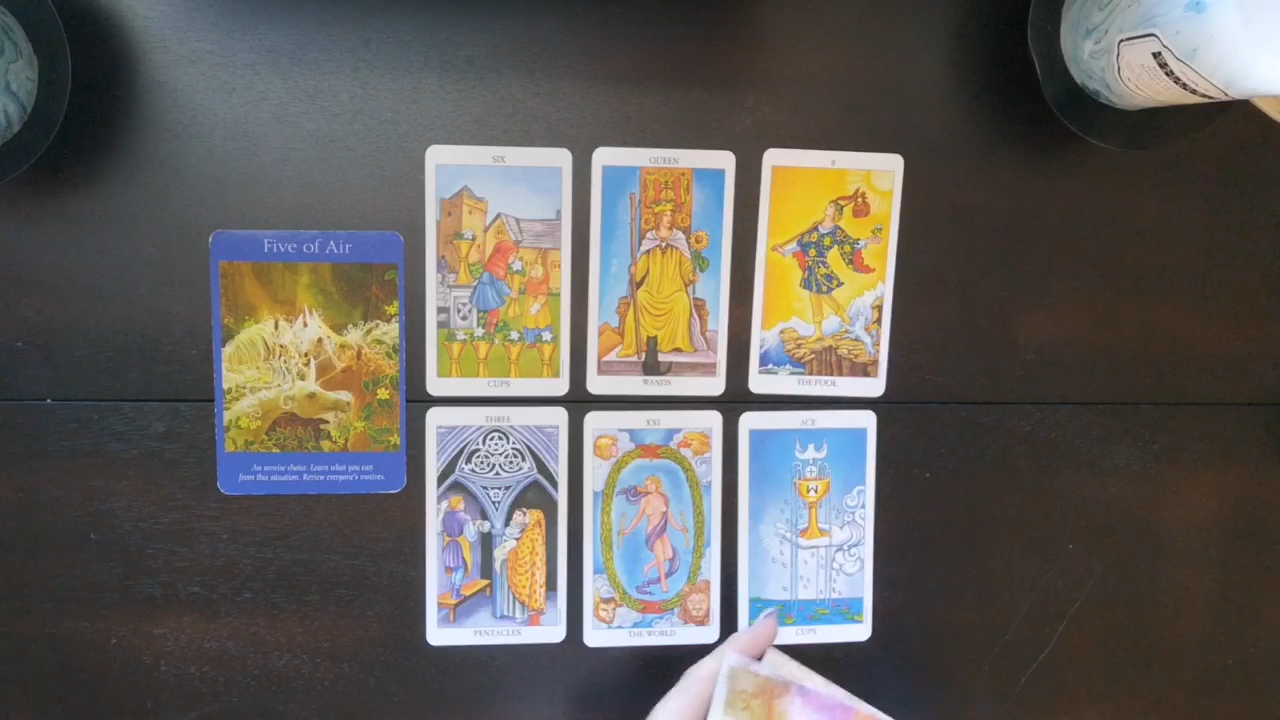 Five of Air
An unwise choice. Learn what you can
from this situation. Review everyone's motives.
SIX
CUPS
QUEEN
WANDS
0
THE FOOL
THREE
PENTACLES
XXI
THE WORLD
ACE
CUPS